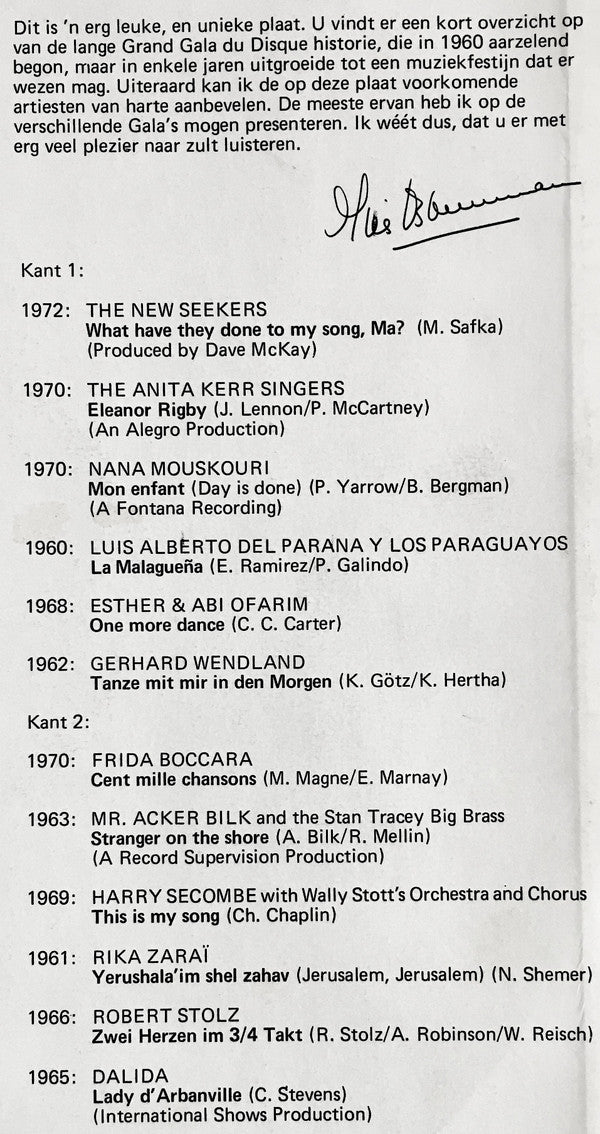 Dit is 'n erg leuke, en unieke plaat. U vindt er een kort overzicht op
van de lange Grand Gala du Disque historie, die in 1960 aarzelend
begon, maar in enkele jaren uitgroeide tot een muziekfestijn dat er
wezen mag. Uiteraard kan ik de op deze plaat voorkomende
artiesten van harte aanbevelen. De meeste ervan heb ik op de
verschillende Gala's mogen presenteren. Ik wéét dus, dat u er met
erg veel plezier naar zult luisteren.
Kant 1:
1972: THE NEW SEEKERS
What have they done to my song, Ma? (M. Safka)
(Produced by Dave McKay)
1970: THE ANITA KERR SINGERS
Eleanor Rigby (J. Lennon/P. McCartney)
(An Alegro Production)
1970: NANA MOUSKOURI
Mon enfant (Day is done) (P. Yarrow/B. Bergman)
(A Fontana Recording)
1960: LUIS ALBERTO DEL PARANA Y LOS PARAGUAYOS
La Malagueña (E. Ramirez/P. Galindo)
1968: ESTHER & ABI OFARIM
One more dance (C. C. Carter)
1962: GERHARD WENDLAND
Tanze mit mir in den Morgen (K. Götz/K. Hertha)
Kant 2:
1970: FRIDA BOCCARA
Cent mille chansons (M. Magne/E. Marnay)
1963: MR. ACKER BILK and the Stan Tracey Big Brass
Stranger on the shore (A. Bilk/R. Mellin)
(A Record Supervision Production)
1969: HARRY SECOMBE with Wally Stott's Orchestra and Chorus
This is my song (Ch. Chaplin)
1961: RIKA ZARAÏ
Yerushala'im shel zahav (Jerusalem, Jerusalem) (N. Shemer)
1966: ROBERT STOLZ
Zwei Herzen im 3/4 Takt (R. Stolz/A. Robinson/W. Reisch)
1965: DALIDA
Lady d'Arbanville (C. Stevens)
(International Shows Production)